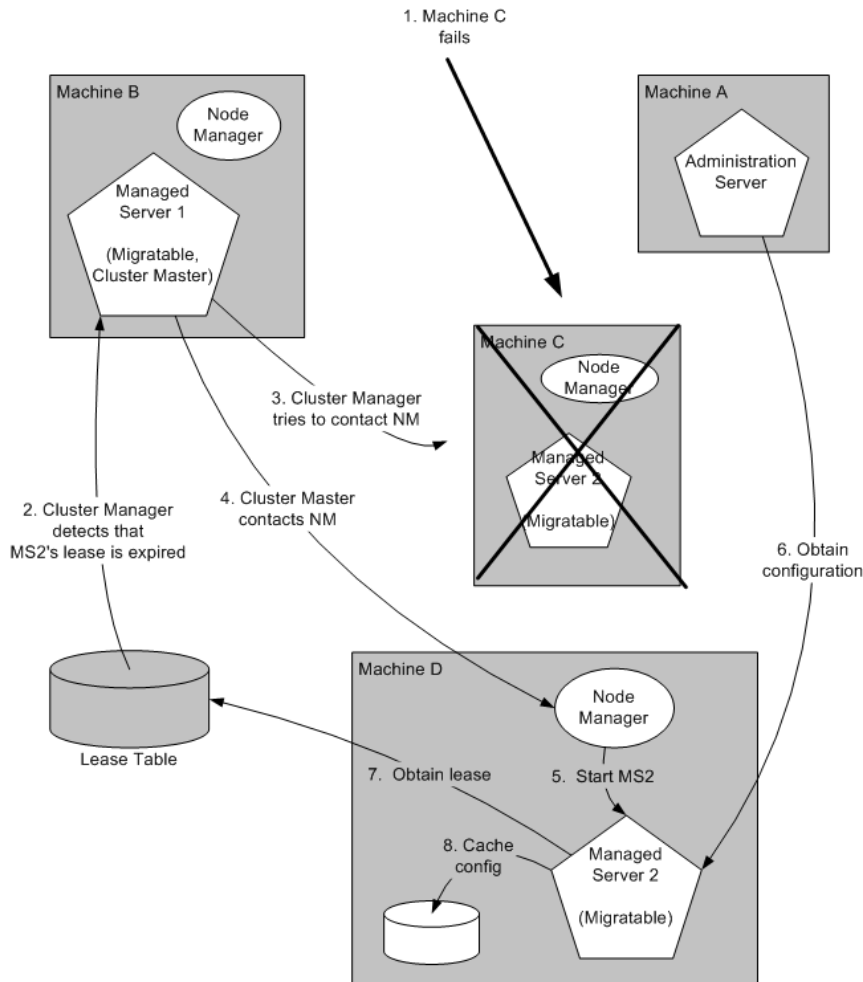 1. Machine C
fails
Machine B
Node
Manager
Managed
Server 1
(Migratable,
Cluster Master)
Machine A
Administration
Server
Machine C
Node
Manager
Managed
Server 2
(Migratable)
3. Cluster Manager
tries to contact NM
4. Cluster Master
contacts NM
2. Cluster Manager
detects that
MS2's lease is expired
6. Obtain
configuration
Lease Table
Machine D
Node
Manager
7. Obtain lease
5. Start MS2
8. Cache
config
Managed
Server 2
(Migratable)